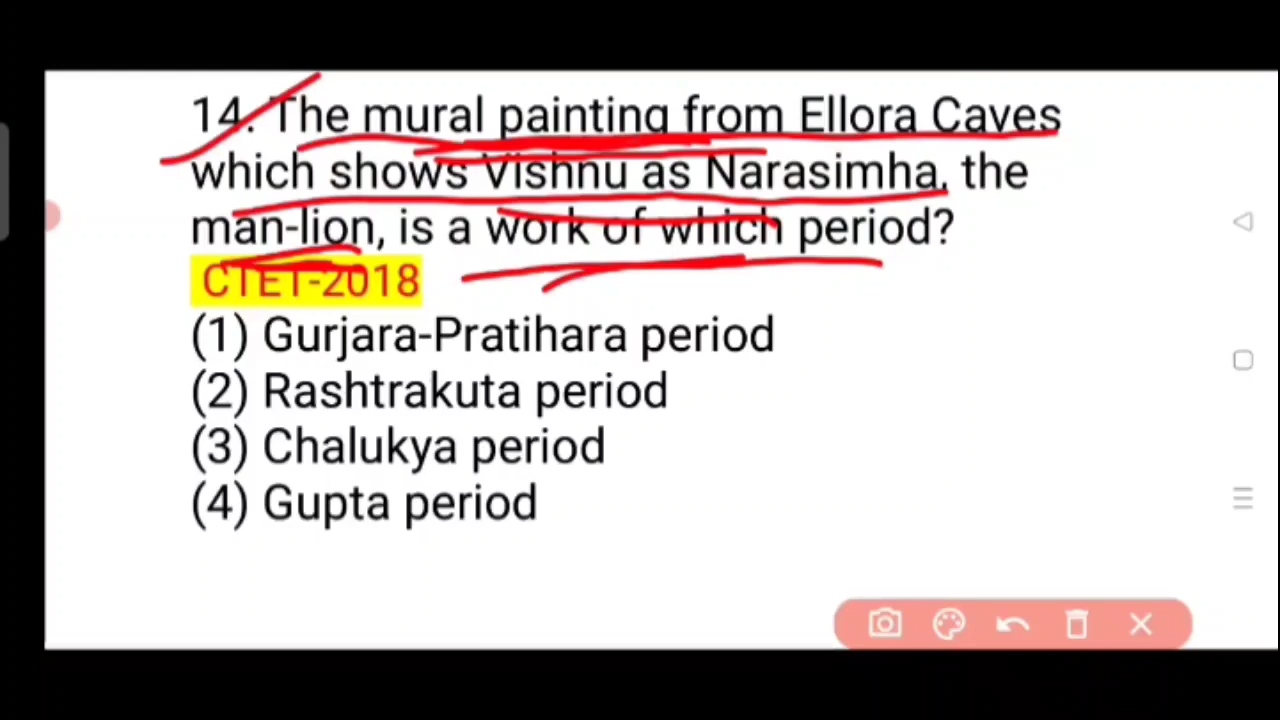 14. The mural painting from Ellora Caves
which shows Vishnu as Narasimha, the
man-lion, is a work of which period?
CTET-2018
(1) Gurjara-Pratihara period
(2) Rashtrakuta period
(3) Chalukya period
(4) Gupta period